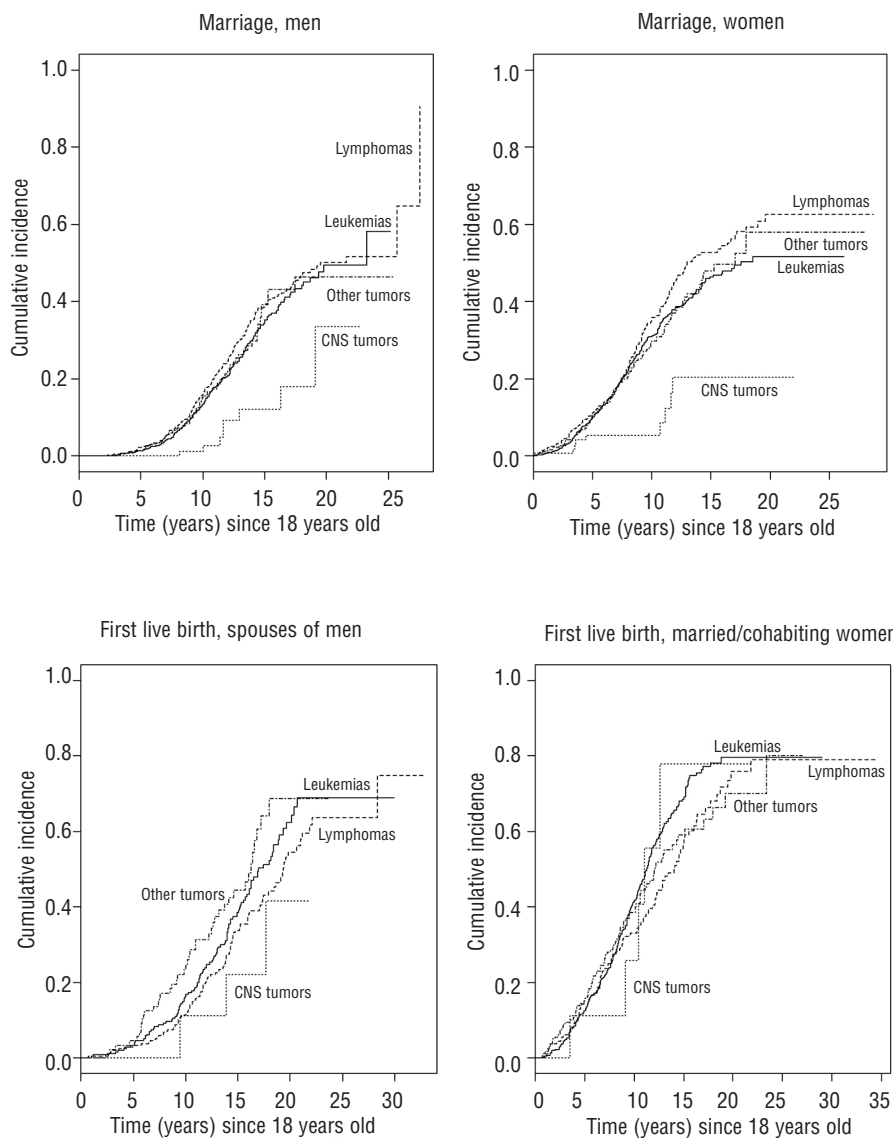 Marriage, men
Cumulative incidence
1.0
0.8
0.6
0.4
0.2
0.0
Lymphomas
Leukemias
Other tumors
CNS tumors
0 5 10 15 20 25
Time (years) since 18 years old
Marriage, women
Cumulative incidence
1.0
0.8
0.6
0.4
0.2
0.0
Lymphomas
Other tumors
Leukemias
CNS tumors
0 5 10 15 20 25
Time (years) since 18 years old
First live birth, spouses of men
Cumulative incidence
1.0
0.8
0.6
0.4
0.2
0.0
Leukemias
Lymphomas
Other tumors
CNS tumors
0 5 10 15 20 25 30
Time (years) since 18 years old
First live birth, married/cohabiting women
Cumulative incidence
1.0
0.8
0.6
0.4
0.2
0.0
Leukemias
Lymphomas
Other tumors
CNS tumors
0 5 10 15 20 25 30 35
Time (years) since 18 years old